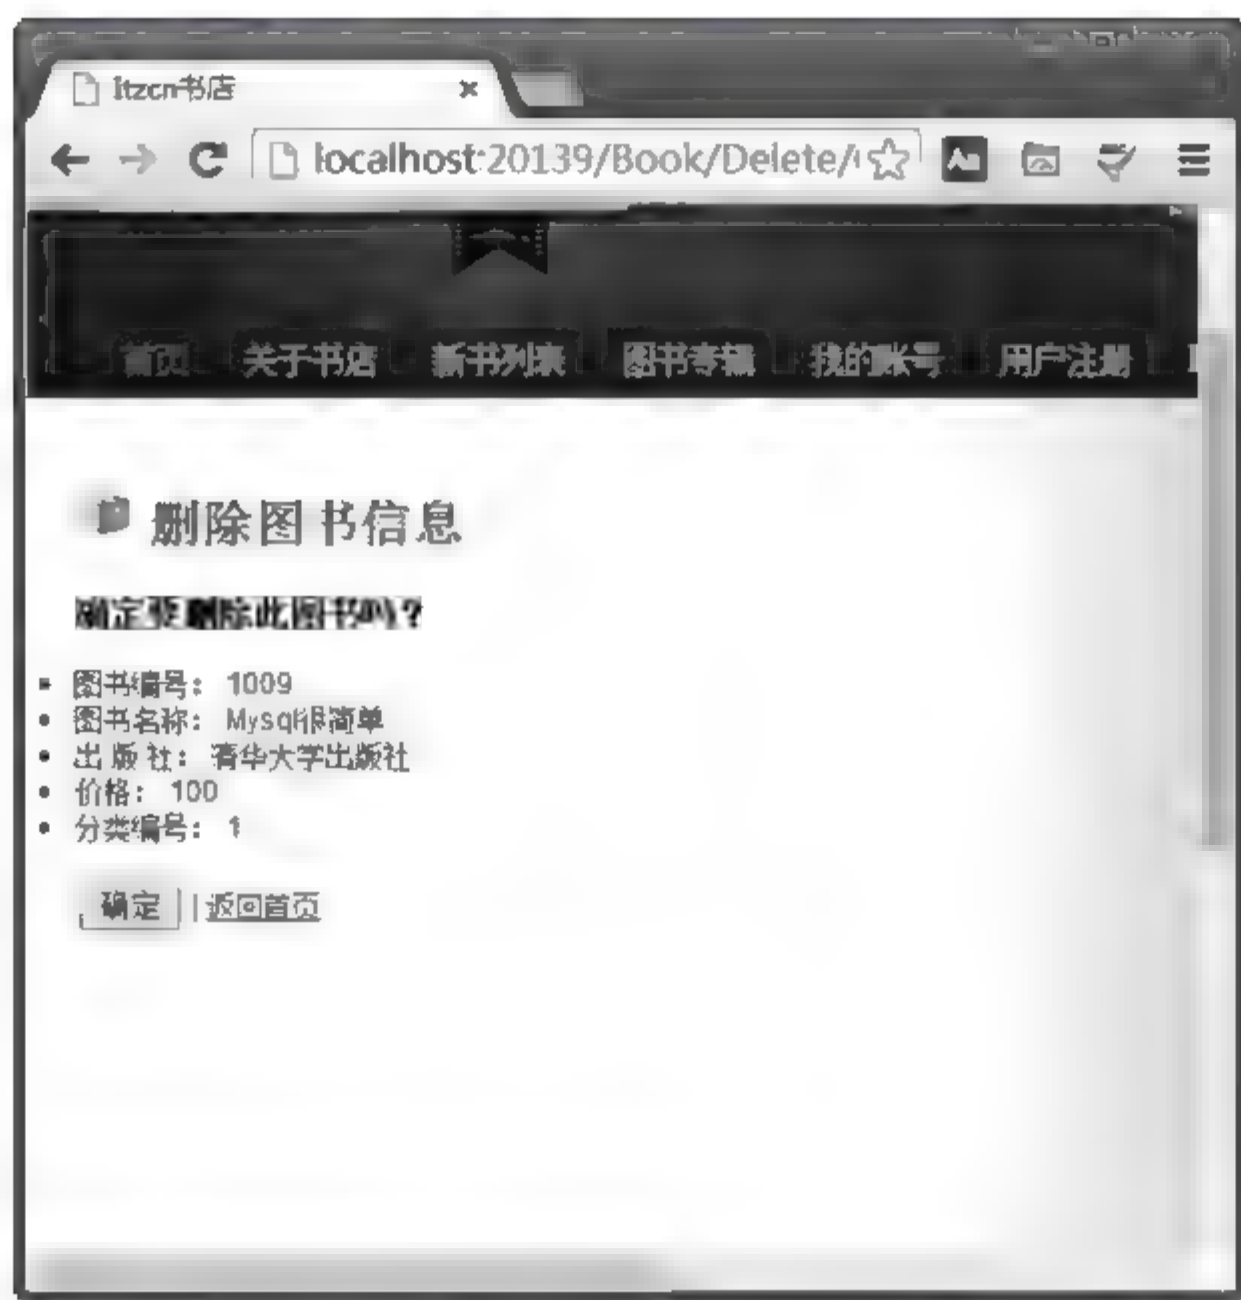 Itzcn书店
localhost:20139/Book/Delete/
首页 关于书店 新书列表 图书专辑 我的账号 用户注册
删除图书信息
确定要删除此图书吗？
图书编号： 1009
图书名称： Mysql很简单
出 版 社： 清华大学出版社
价格： 100
分类编号： 1
确定 | 返回首页